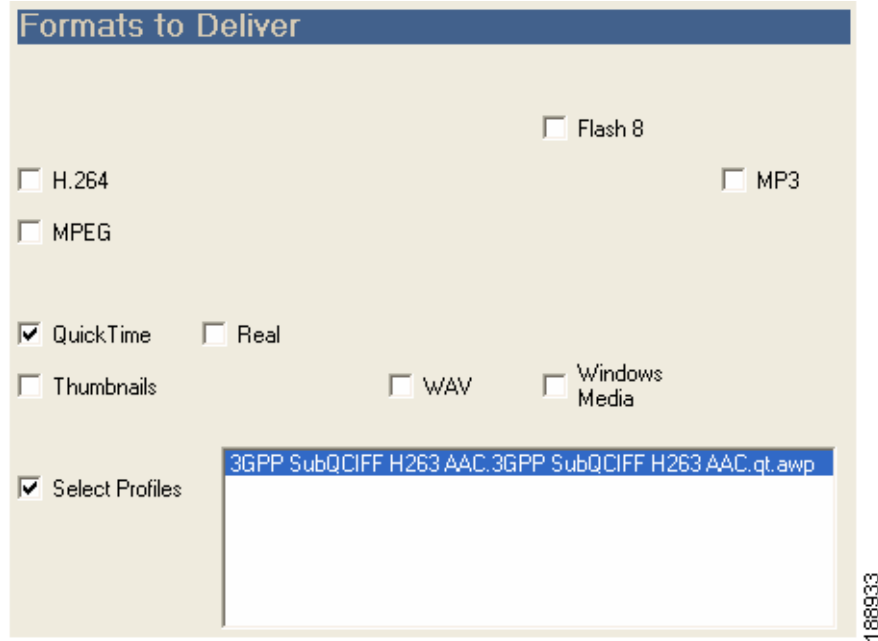 Formats to Deliver
Flash 8
H.264
MP3
MPEG
QuickTime
Real
Thumbnails
WAV
Windows
Media
Select Profiles
3GPP SubQCIFF H263 AAC.3GPP SubQCIFF H263 AAC.qt.awp
188933